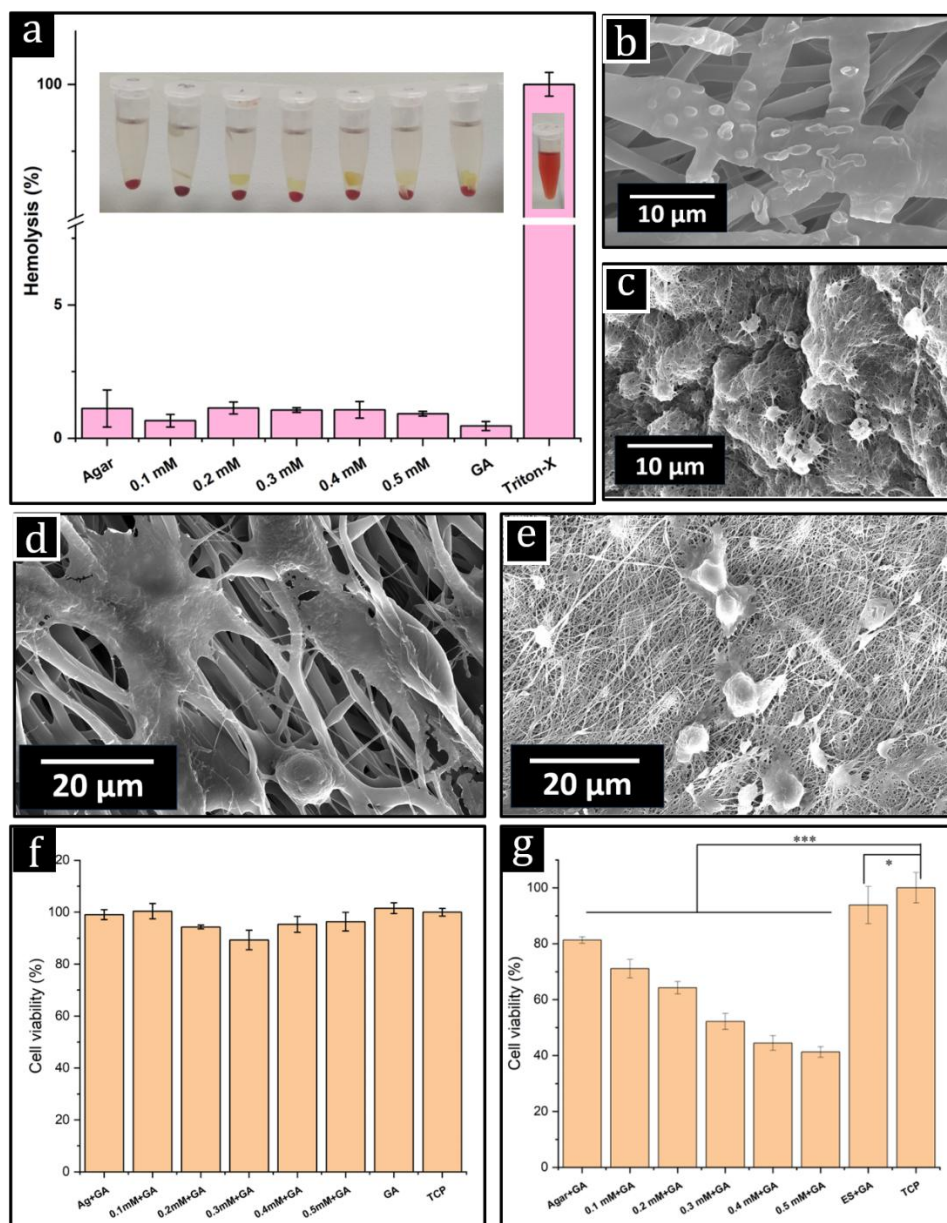 a
Hemolysis (%)
100
5
0
Agar
0.1 mM
0.2 mM
0.3 mM
0.4 mM
0.5 mM
GA
Triton-X
b
10 µm
c
10 µm
d
20 µm
e
20 µm
f
Cell viability (%)
20
100
80
60
40
20
0
Ag+GA
0.1mM+GA
0.2mM+GA
0.3mM+GA
0.4mM+GA
0.5mM+GA
GA
TCP
g
Cell viability (%)
100
80
60
40
20
0
***
*
Agar+GA
0.1 mM+GA
0.2 mM+GA
0.3 mM+GA
0.4 mM+GA
0.5 mM+GA
ES+GA
TCP